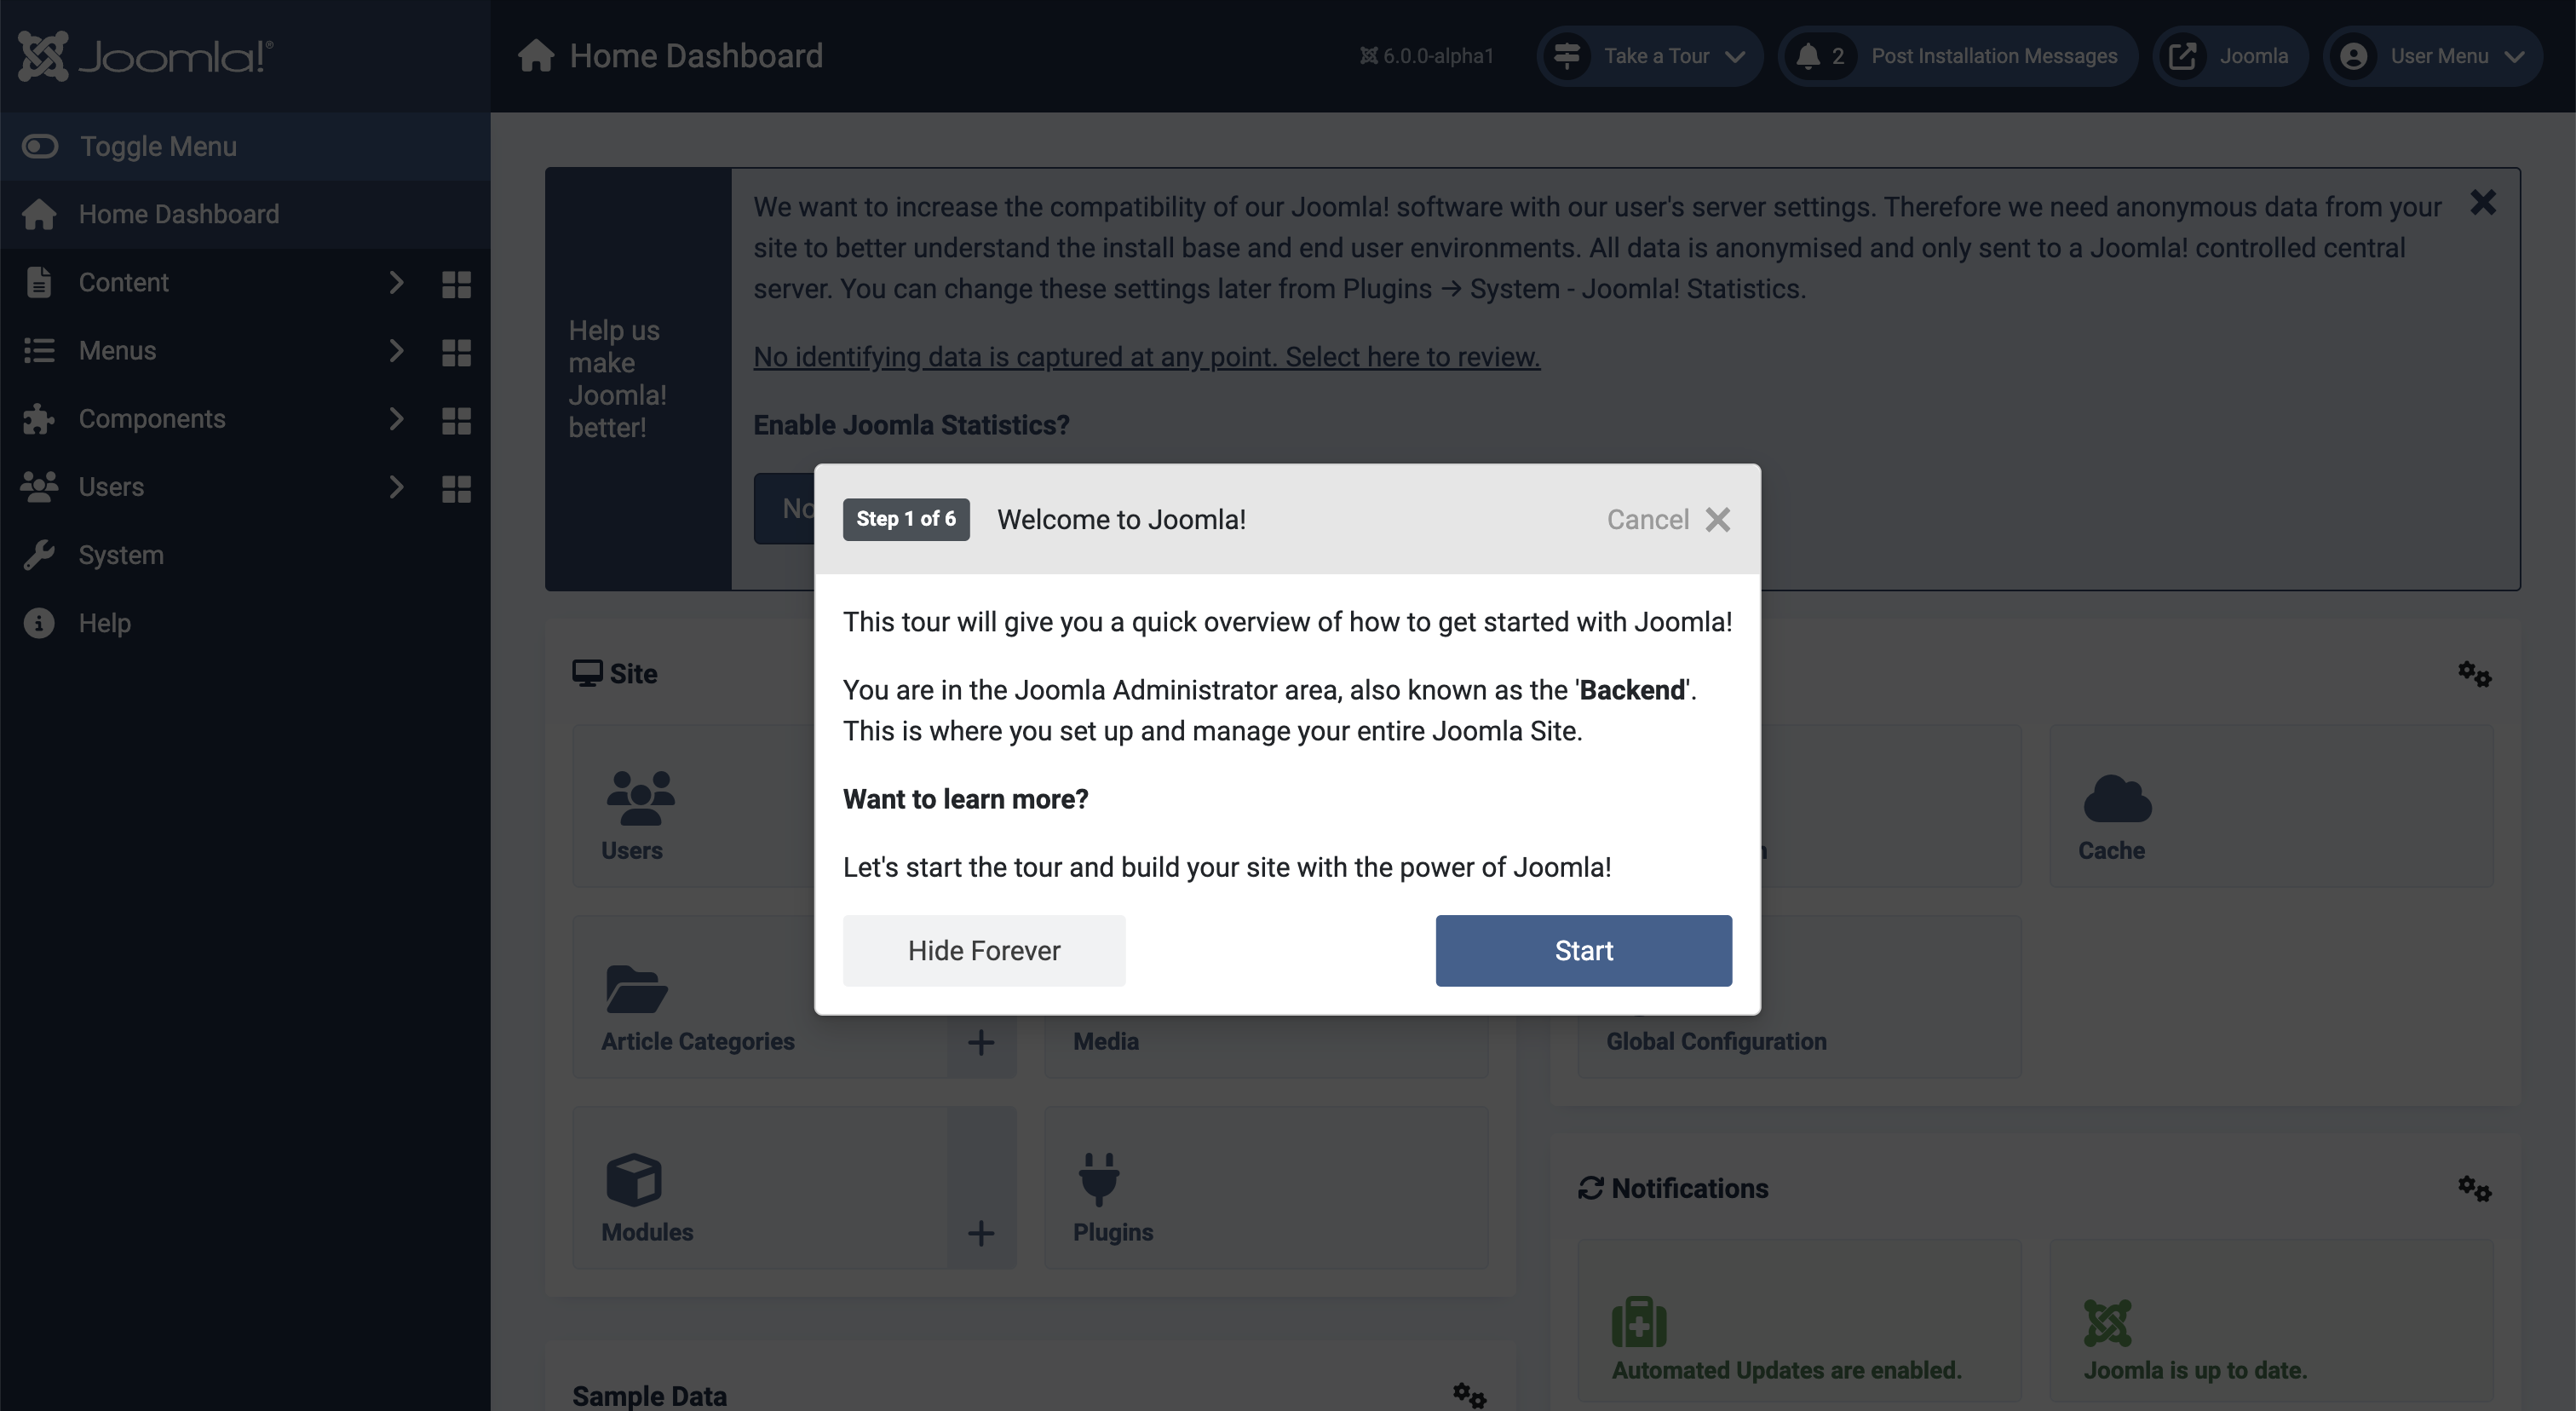 Joomla!®
Home Dashboard
6.0.0-alpha1
Take a Tour
2
Post Installation Messages
Joomla
User Menu
Toggle Menu
Home Dashboard
Content
Menus
Components
Users
System
Help
Help us
make
Joomla!
better!
We want to increase the compatibility of our Joomla! software with our user's server settings. Therefore we need anonymous data from your
site to better understand the install base and end user environments. All data is anonymised and only sent to a Joomla! controlled central
server. You can change these settings later from Plugins → System - Joomla! Statistics.
No identifying data is captured at any point. Select here to review.
Enable Joomla Statistics?
Step 1 of 6
Welcome to Joomla!
Cancel
This tour will give you a quick overview of how to get started with Joomla!
You are in the Joomla Administrator area, also known as the 'Backend'.
This is where you set up and manage your entire Joomla Site.
Want to learn more?
Let's start the tour and build your site with the power of Joomla!
Hide Forever
Start
Site
Users
Cache
Article Categories
Media
Global Configuration
Modules
Plugins
Notifications
Automated Updates are enabled.
Joomla is up to date.
Sample Data